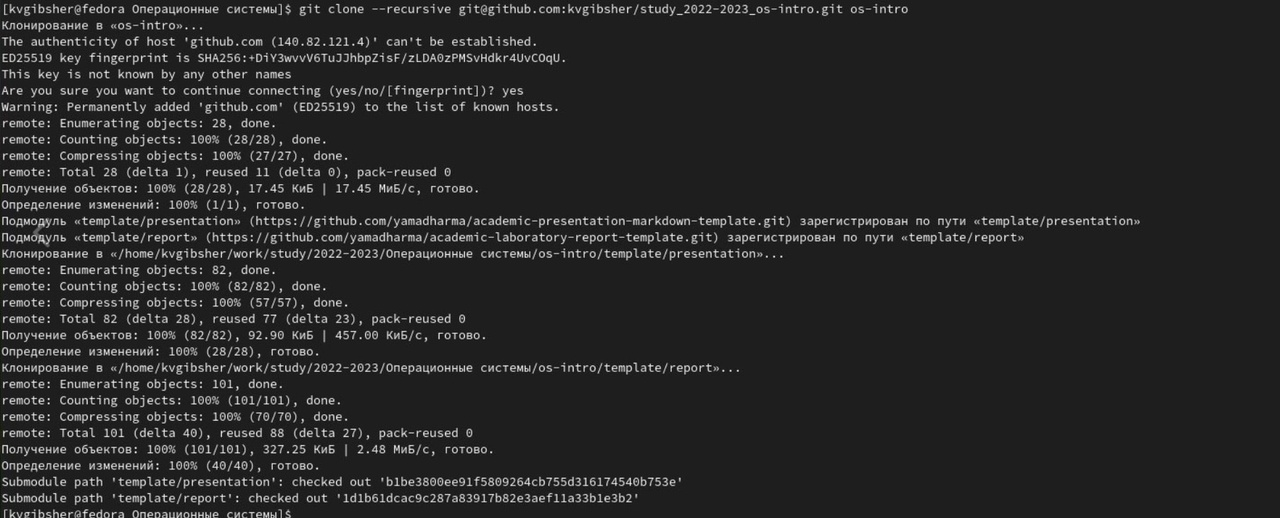 [kvgibsher@fedora Операционные системы]$ git clone --recursive git@github.com:kvgibsher/study_2022-2023_os-intro.git os-intro
Клонирование в «os-intro»...
The authenticity of host 'github.com (140.82.121.4)' can't be established.
ED25519 key fingerprint is SHA256:+DiY3wvvV6TuJJhbpZisF/zLDA0zPMSvHdkr4UvCOqU.
This key is not known by any other names
Are you sure you want to continue connecting (yes/no/[fingerprint])? yes
Warning: Permanently added 'github.com' (ED25519) to the list of known hosts.
remote: Enumerating objects: 28, done.
remote: Counting objects: 100% (28/28), done.
remote: Compressing objects: 100% (27/27), done.
remote: Total 28 (delta 1), reused 11 (delta 0), pack-reused 0
Получение объектов: 100% (28/28), 17.45 КиБ | 17.45 МиБ/с, готово.
Определение изменений: 100% (1/1), готово.
Подмодуль «template/presentation» (https://github.com/yamadharma/academic-presentation-markdown-template.git) зарегистрирован по пути «template/presentation»
Подмодуль «template/report» (https://github.com/yamadharma/academic-laboratory-report-template.git) зарегистрирован по пути «template/report»
Клонирование в «/home/kvgibsher/work/study/2022-2023/Операционные системы/os-intro/template/presentation»...
remote: Enumerating objects: 82, done.
remote: Counting objects: 100% (82/82), done.
remote: Compressing objects: 100% (57/57), done.
remote: Total 82 (delta 28), reused 77 (delta 23), pack-reused 0
Получение объектов: 100% (82/82), 92.90 КиБ | 457.00 КиБ/с, готово.
Определение изменений: 100% (28/28), готово.
Клонирование в «/home/kvgibsher/work/study/2022-2023/Операционные системы/os-intro/template/report»...
remote: Enumerating objects: 101, done.
remote: Counting objects: 100% (101/101), done.
remote: Compressing objects: 100% (70/70), done.
remote: Total 101 (delta 40), reused 88 (delta 27), pack-reused 0
Получение объектов: 100% (101/101), 327.25 КиБ | 2.48 МиБ/с, готово.
Определение изменений: 100% (40/40), готово.
Submodule path 'template/presentation': checked out 'b1be3800ee91f5809264cb755d316174540b753e'
Submodule path 'template/report': checked out '1d1b61dcac9c287a83917b82e3aef11a33b1e3b2'
[kvgibsher@fedora Операционные системы]$